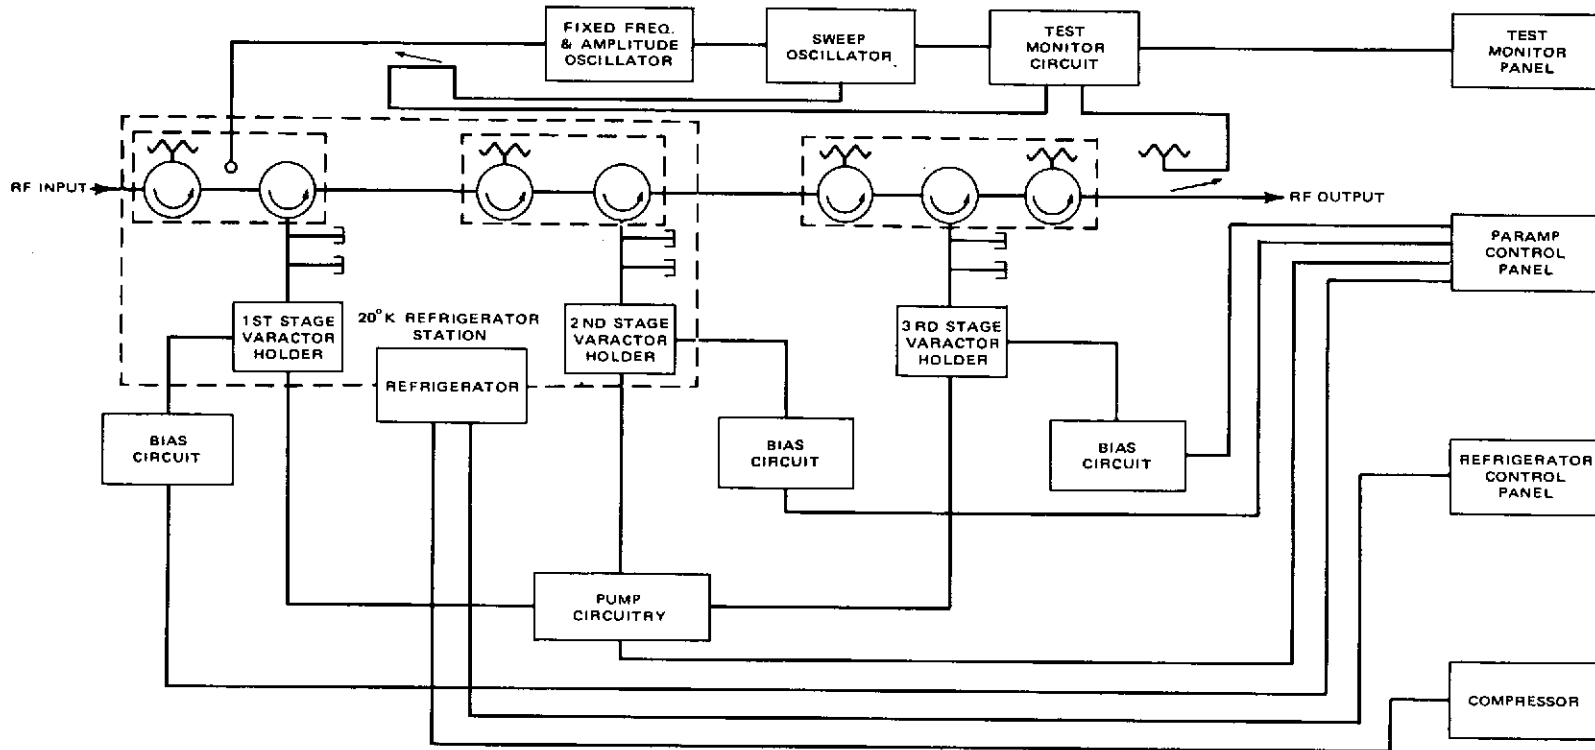 FIXED FREQ.
& AMPLITUDE
OSCILLATOR
SWEEP
OSCILLATOR
TEST
MONITOR
CIRCUIT
TEST
MONITOR
PANEL
RF INPUT
RF OUTPUT
PARAMP
CONTROL
PANEL
1ST STAGE
VARACTOR
HOLDER
20°K REFRIGERATOR
STATION
REFRIGERATOR
2ND STAGE
VARACTOR
HOLDER
3RD STAGE
VARACTOR
HOLDER
BIAS
CIRCUIT
BIAS
CIRCUIT
BIAS
CIRCUIT
REFRIGERATOR
CONTROL
PANEL
PUMP
CIRCUITRY
COMPRESSOR